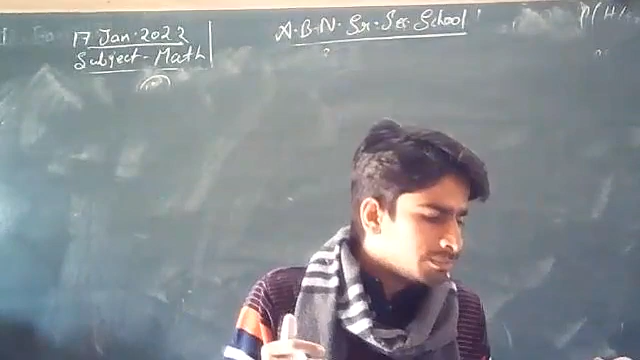 17 Jan. 2022
Subject - Math
A.B.N. Sr. Sec. School